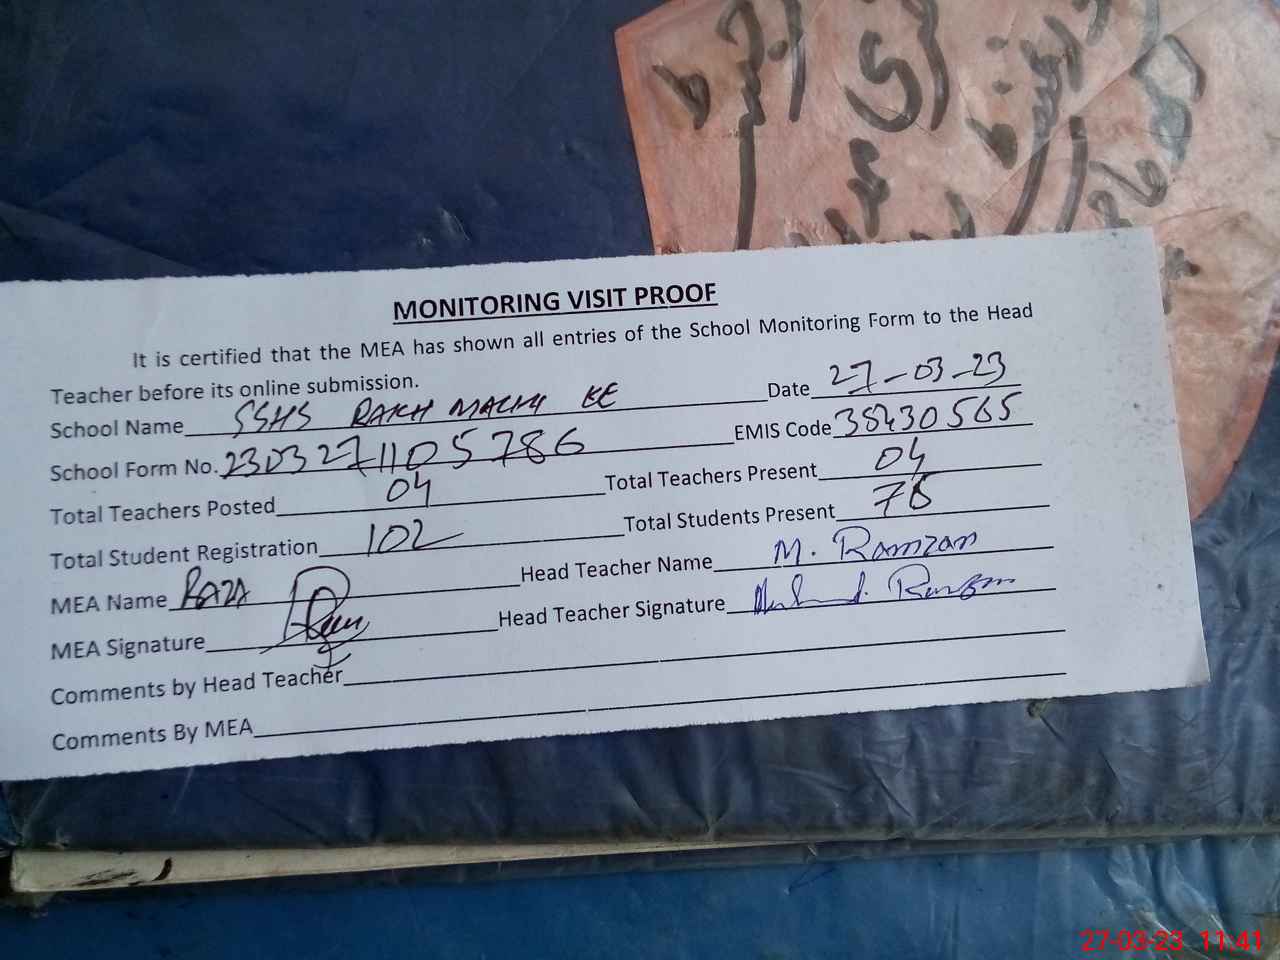 MONITORING VISIT PROOF
It is certified that the MEA has shown all entries of the School Monitoring Form to the Head
Teacher before its online submission.
Date 27-03-23
School Name SSHS RAKH MACHI KE
EMIS Code 38430565
School Form No. 2303271105786
Total Teachers Present 04
Total Teachers Posted 04
Total Students Present 78
Total Student Registration 102
Head Teacher Name M. Ramzan
MEA Name RAZA
Head Teacher Signature
MEA Signature
Comments by Head Teacher
Comments By MEA
27-03-23 11:41